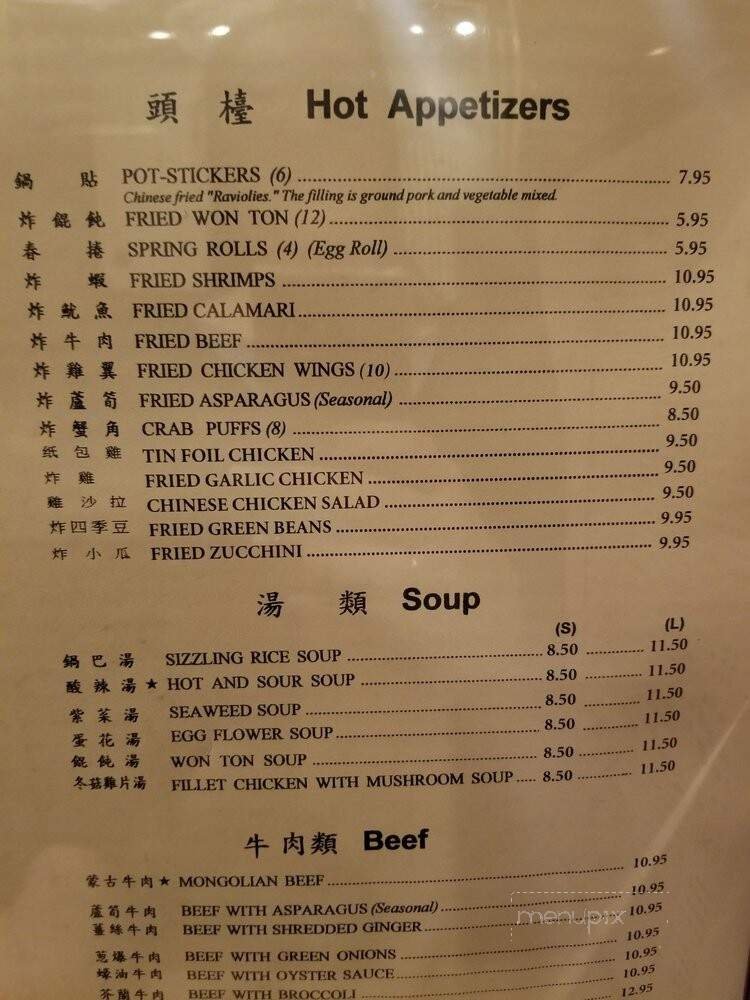 頭 檯 Hot Appetizers
鍋 貼 POT-STICKERS (6) 7.95
Chinese fried "Raviolies." The filling is ground pork and vegetable mixed.
炸 餛 飩 FRIED WON TON (12) 5.95
春 捲 SPRING ROLLS (4) (Egg Roll) 5.95
炸 蝦 FRIED SHRIMPS 10.95
炸 魷 魚 FRIED CALAMARI 10.95
炸 牛 肉 FRIED BEEF 10.95
炸 雞 翼 FRIED CHICKEN WINGS (10) 10.95
炸 蘆 筍 FRIED ASPARAGUS (Seasonal) 9.50
炸 蟹 角 CRAB PUFFS (8) 8.50
纸 包 雞 TIN FOIL CHICKEN 9.50
炸 雞 FRIED GARLIC CHICKEN 9.50
雞 沙 拉 CHINESE CHICKEN SALAD 9.50
炸四季豆 FRIED GREEN BEANS 9.95
炸 小 瓜 FRIED ZUCCHINI 9.95
湯 類 Soup
(S) (L)
鍋 巴 湯 SIZZLING RICE SOUP 8.50 11.50
酸 辣 湯 ★ HOT AND SOUR SOUP 8.50 11.50
紫 菜 湯 SEAWEED SOUP 8.50 11.50
蛋 花 湯 EGG FLOWER SOUP 8.50 11.50
餛 飩 湯 WON TON SOUP 8.50 11.50
冬菇雞片湯 FILLET CHICKEN WITH MUSHROOM SOUP 8.50 11.50
牛肉類 Beef
蒙古牛肉 ★ MONGOLIAN BEEF 10.95
蘆筍牛肉 BEEF WITH ASPARAGUS (Seasonal) 10.95
薑絲牛肉 BEEF WITH SHREDDED GINGER 10.95
蔥爆牛肉 BEEF WITH GREEN ONIONS 10.95
蠔油牛肉 BEEF WITH OYSTER SAUCE 10.95
芥蘭牛肉 BEEF WITH BROCCOLI 12.95
menupix